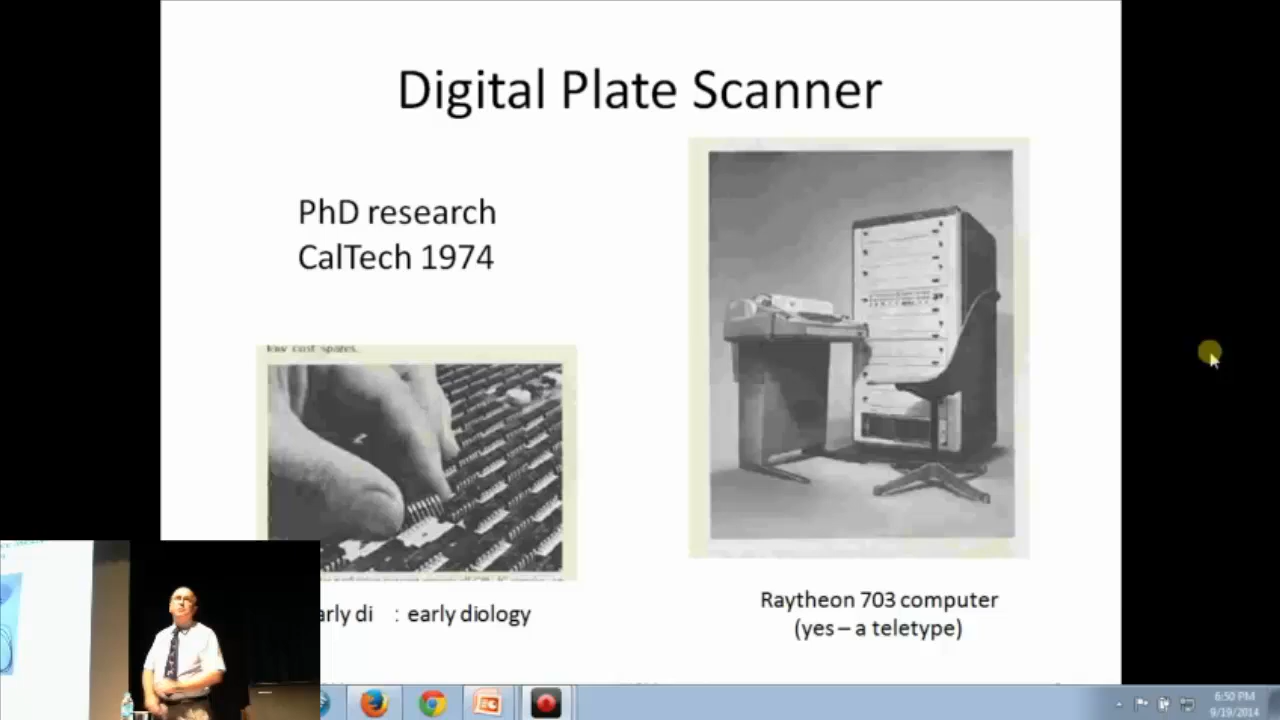 Digital Plate Scanner
PhD research
CalTech 1974
low cost spares.
arly di : early diology
Raytheon 703 computer
(yes – a teletype)
6:50 PM
9/19/2014